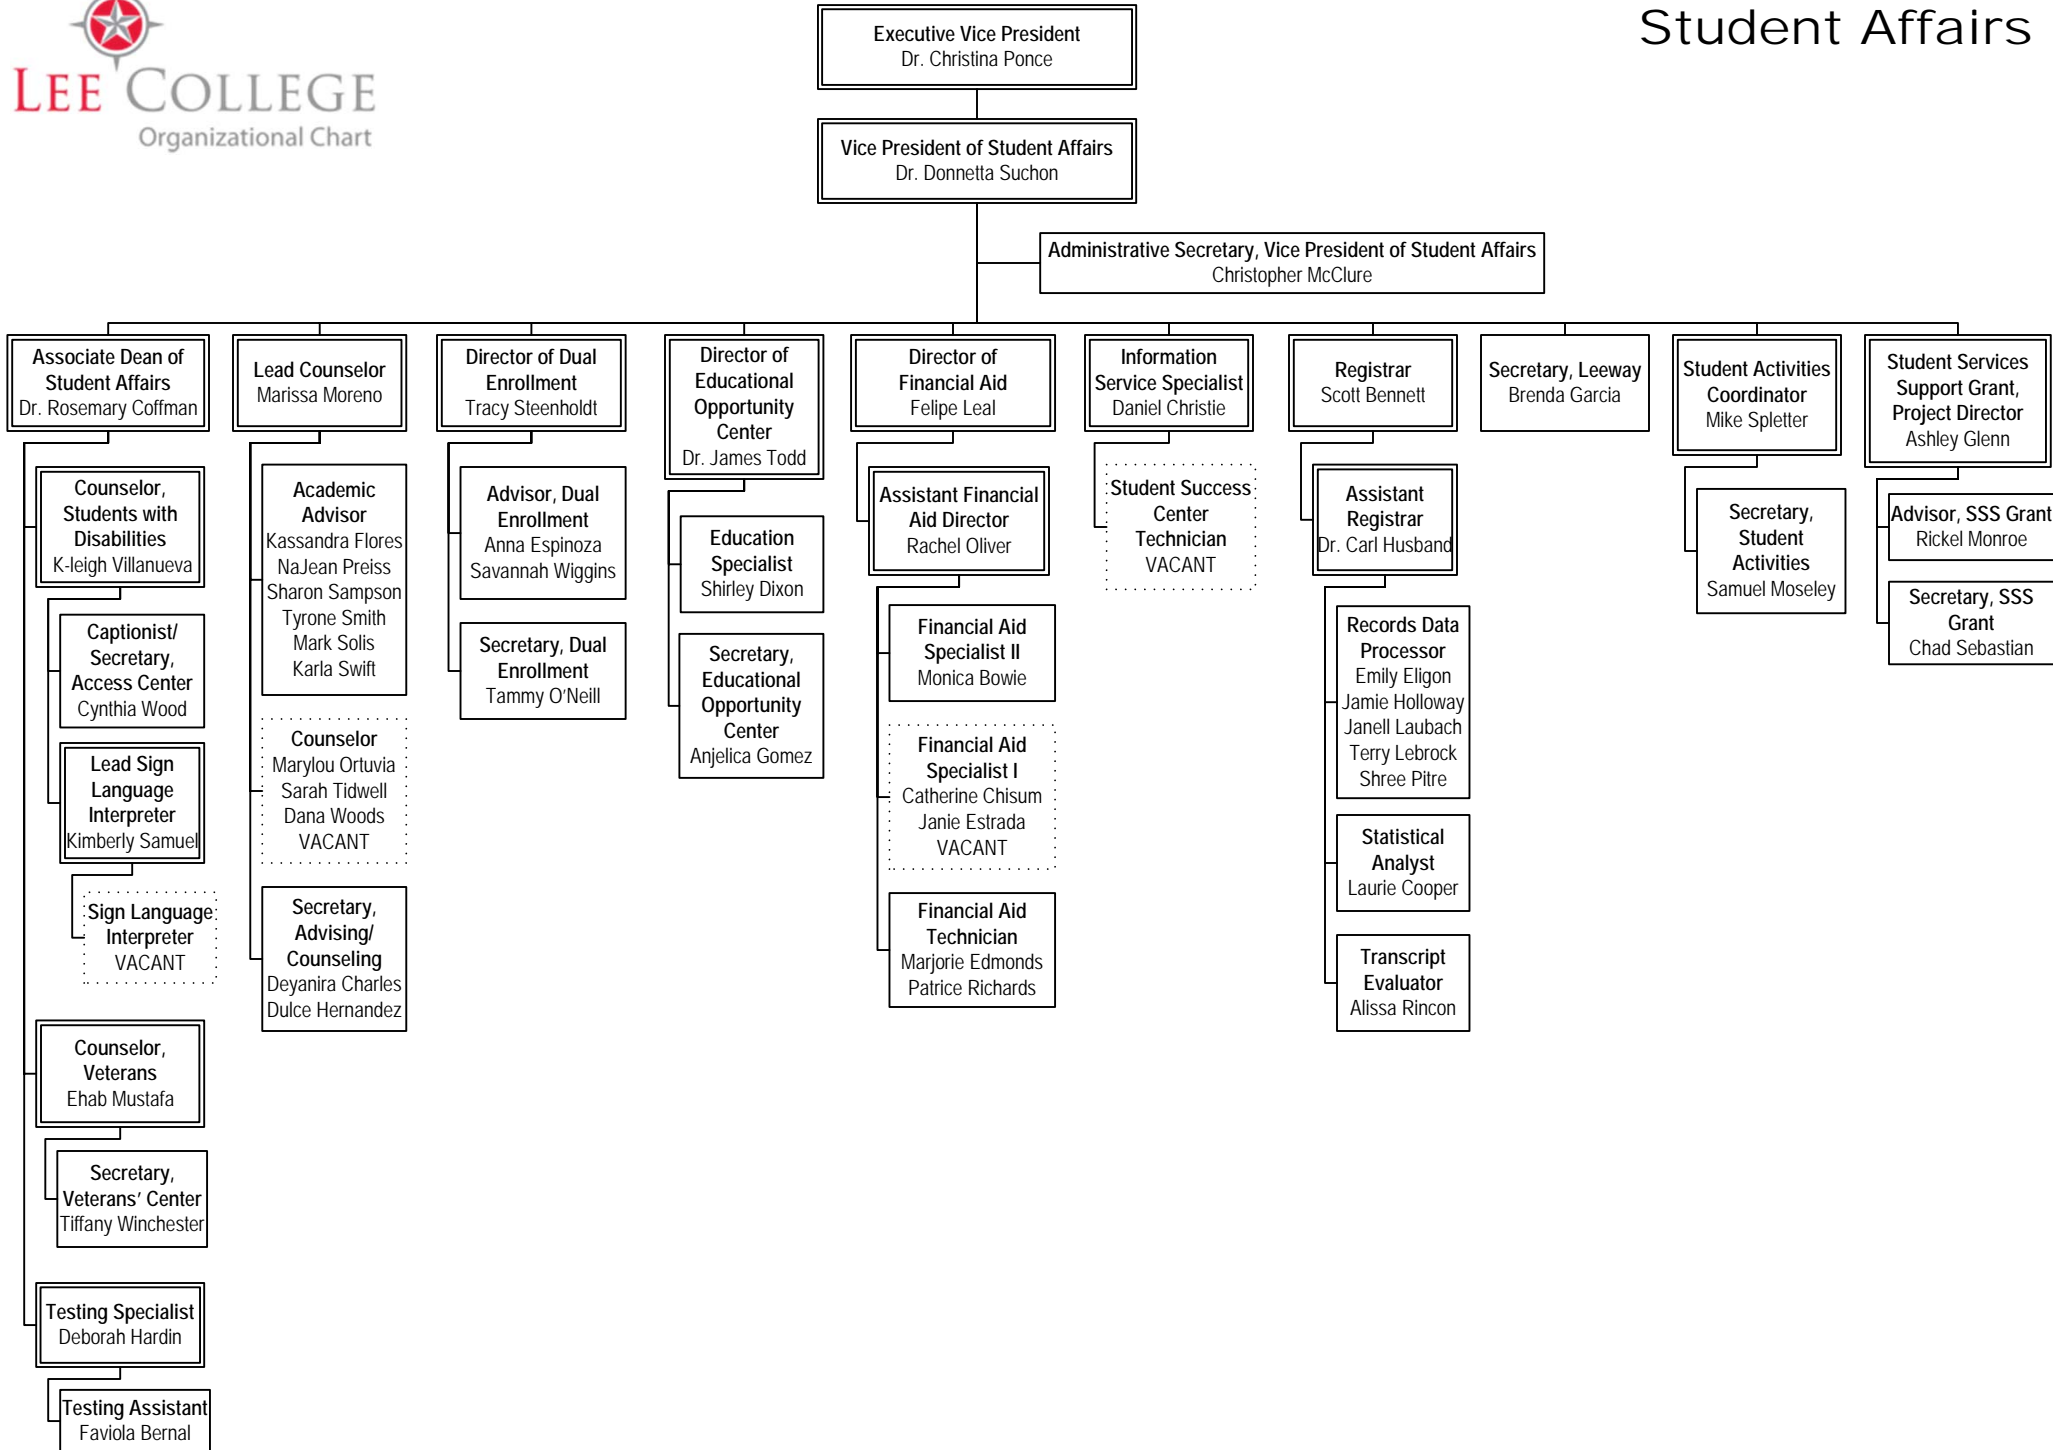 LEE COLLEGE
Organizational Chart
Student Affairs
Executive Vice President
Dr. Christina Ponce
Vice President of Student Affairs
Dr. Donnetta Suchon
Administrative Secretary, Vice President of Student Affairs
Christopher McClure
Associate Dean of
Student Affairs
Dr. Rosemary Coffman
Counselor,
Students with
Disabilities
K-leigh Villanueva
Captionist/
Secretary,
Access Center
Cynthia Wood
Lead Sign
Language
Interpreter
Kimberly Samuel
Sign Language
Interpreter
VACANT
Counselor,
Veterans
Ehab Mustafa
Secretary,
Veterans’ Center
Tiffany Winchester
Testing Specialist
Deborah Hardin
Testing Assistant
Faviola Bernal
Lead Counselor
Marissa Moreno
Academic
Advisor
Kassandra Flores
NaJean Preiss
Sharon Sampson
Tyrone Smith
Mark Solis
Karla Swift
Counselor
Marylou Ortuvia
Sarah Tidwell
Dana Woods
VACANT
Secretary,
Advising/
Counseling
Deyanira Charles
Dulce Hernandez
Director of Dual
Enrollment
Tracy Steenholdt
Advisor, Dual
Enrollment
Anna Espinoza
Savannah Wiggins
Secretary, Dual
Enrollment
Tammy O’Neill
Director of
Educational
Opportunity
Center
Dr. James Todd
Education
Specialist
Shirley Dixon
Secretary,
Educational
Opportunity
Center
Anjelica Gomez
Director of
Financial Aid
Felipe Leal
Assistant Financial
Aid Director
Rachel Oliver
Financial Aid
Specialist II
Monica Bowie
Financial Aid
Specialist I
Catherine Chisum
Janie Estrada
VACANT
Financial Aid
Technician
Marjorie Edmonds
Patrice Richards
Information
Service Specialist
Daniel Christie
Student Success
Center
Technician
VACANT
Registrar
Scott Bennett
Assistant
Registrar
Dr. Carl Husband
Records Data
Processor
Emily Eligon
Jamie Holloway
Janell Laubach
Terry Lebrock
Shree Pitre
Statistical
Analyst
Laurie Cooper
Transcript
Evaluator
Alissa Rincon
Secretary, Leeway
Brenda Garcia
Student Activities
Coordinator
Mike Spletter
Secretary,
Student
Activities
Samuel Moseley
Student Services
Support Grant,
Project Director
Ashley Glenn
Advisor, SSS Grant
Rickel Monroe
Secretary, SSS
Grant
Chad Sebastian